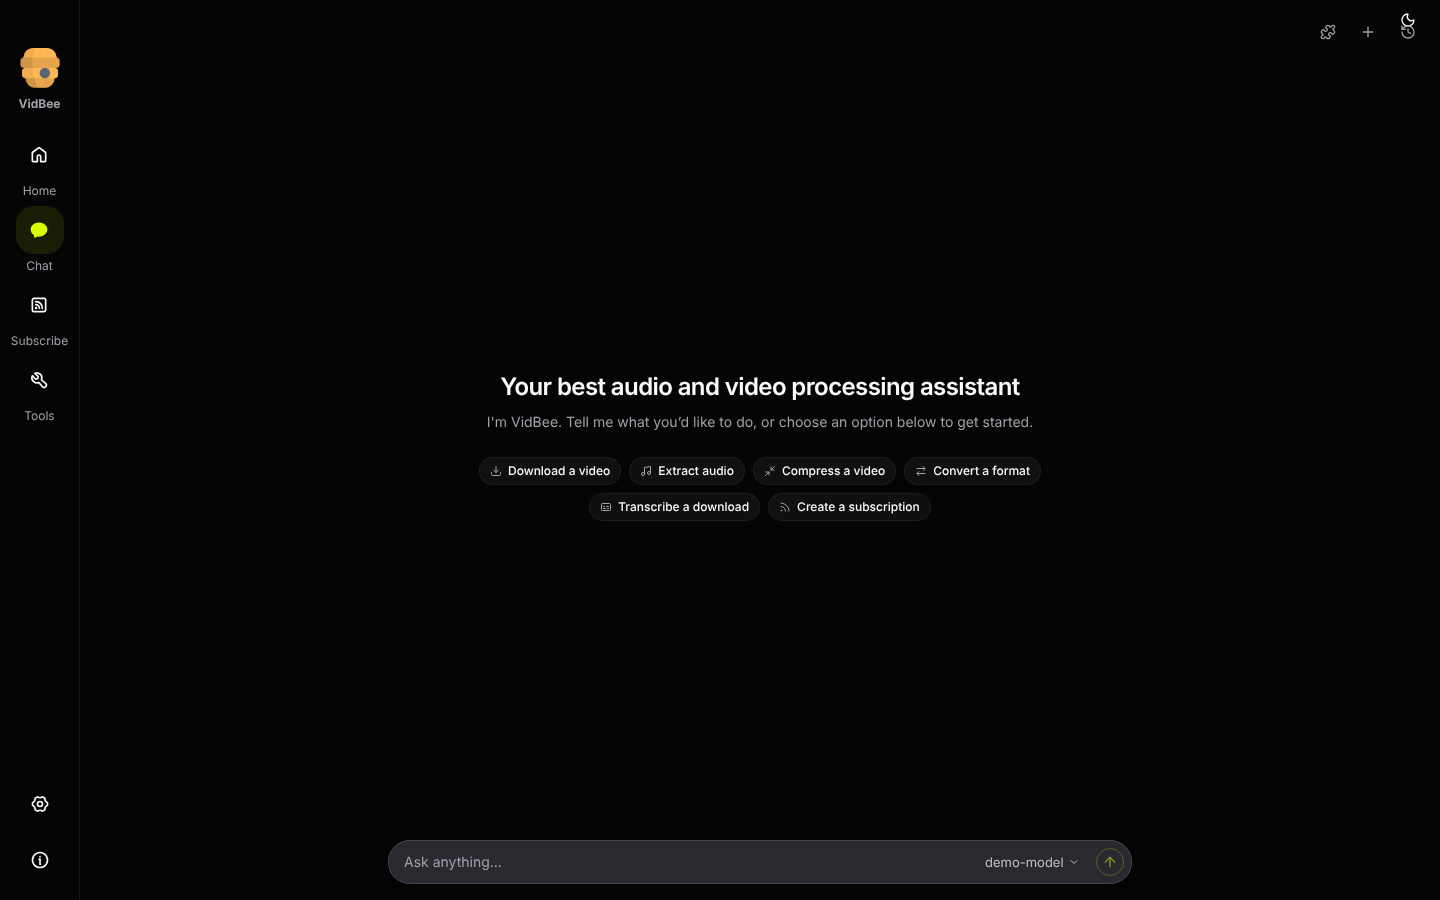 VidBee
Home
Chat
Subscribe
Tools
Your best audio and video processing assistant
I'm VidBee. Tell me what you’d like to do, or choose an option below to get started.
Download a video
Extract audio
Compress a video
Convert a format
Transcribe a download
Create a subscription
Ask anything...
demo-model